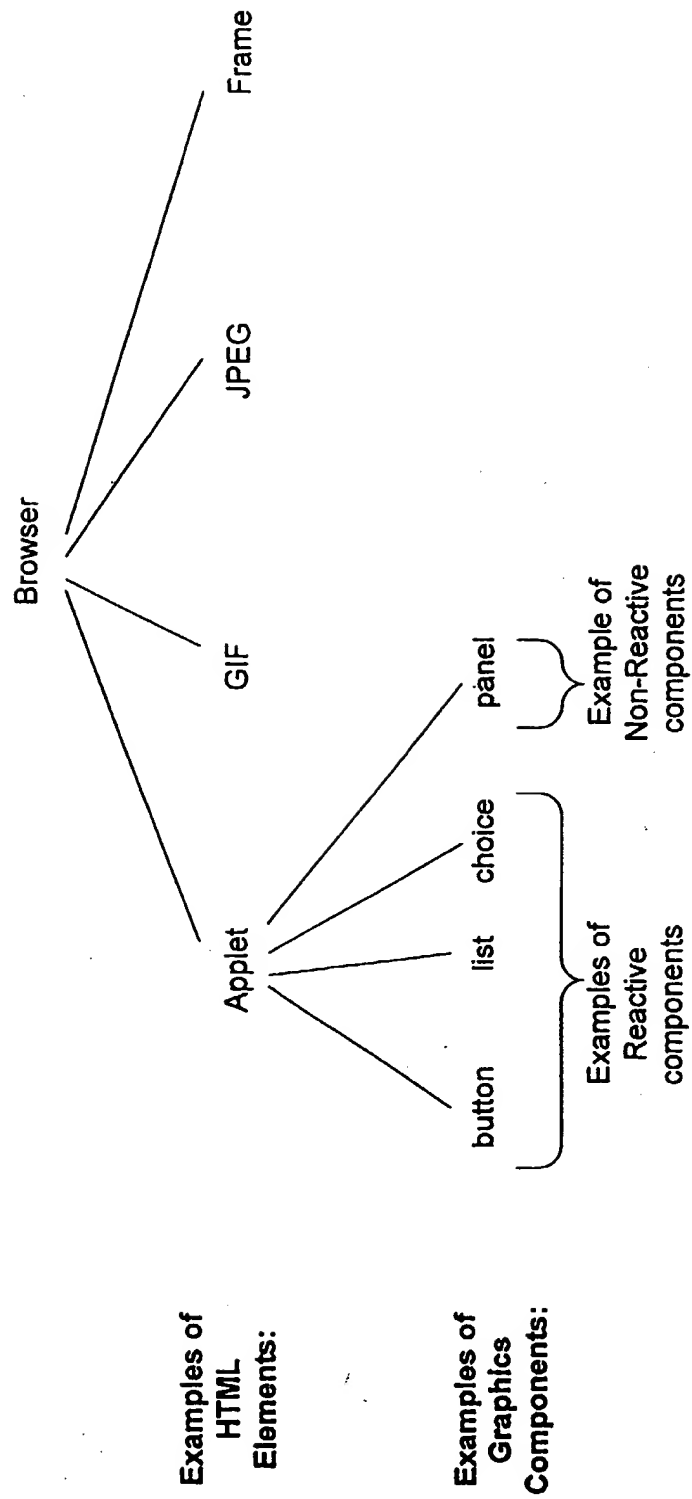 Browser
Examples of
HTML
Elements:
Applet
GIF
JPEG
Frame
Examples of
Graphics
Components:
button
list
choice
panel
Examples of
Reactive
components
Example of
Non-Reactive
components